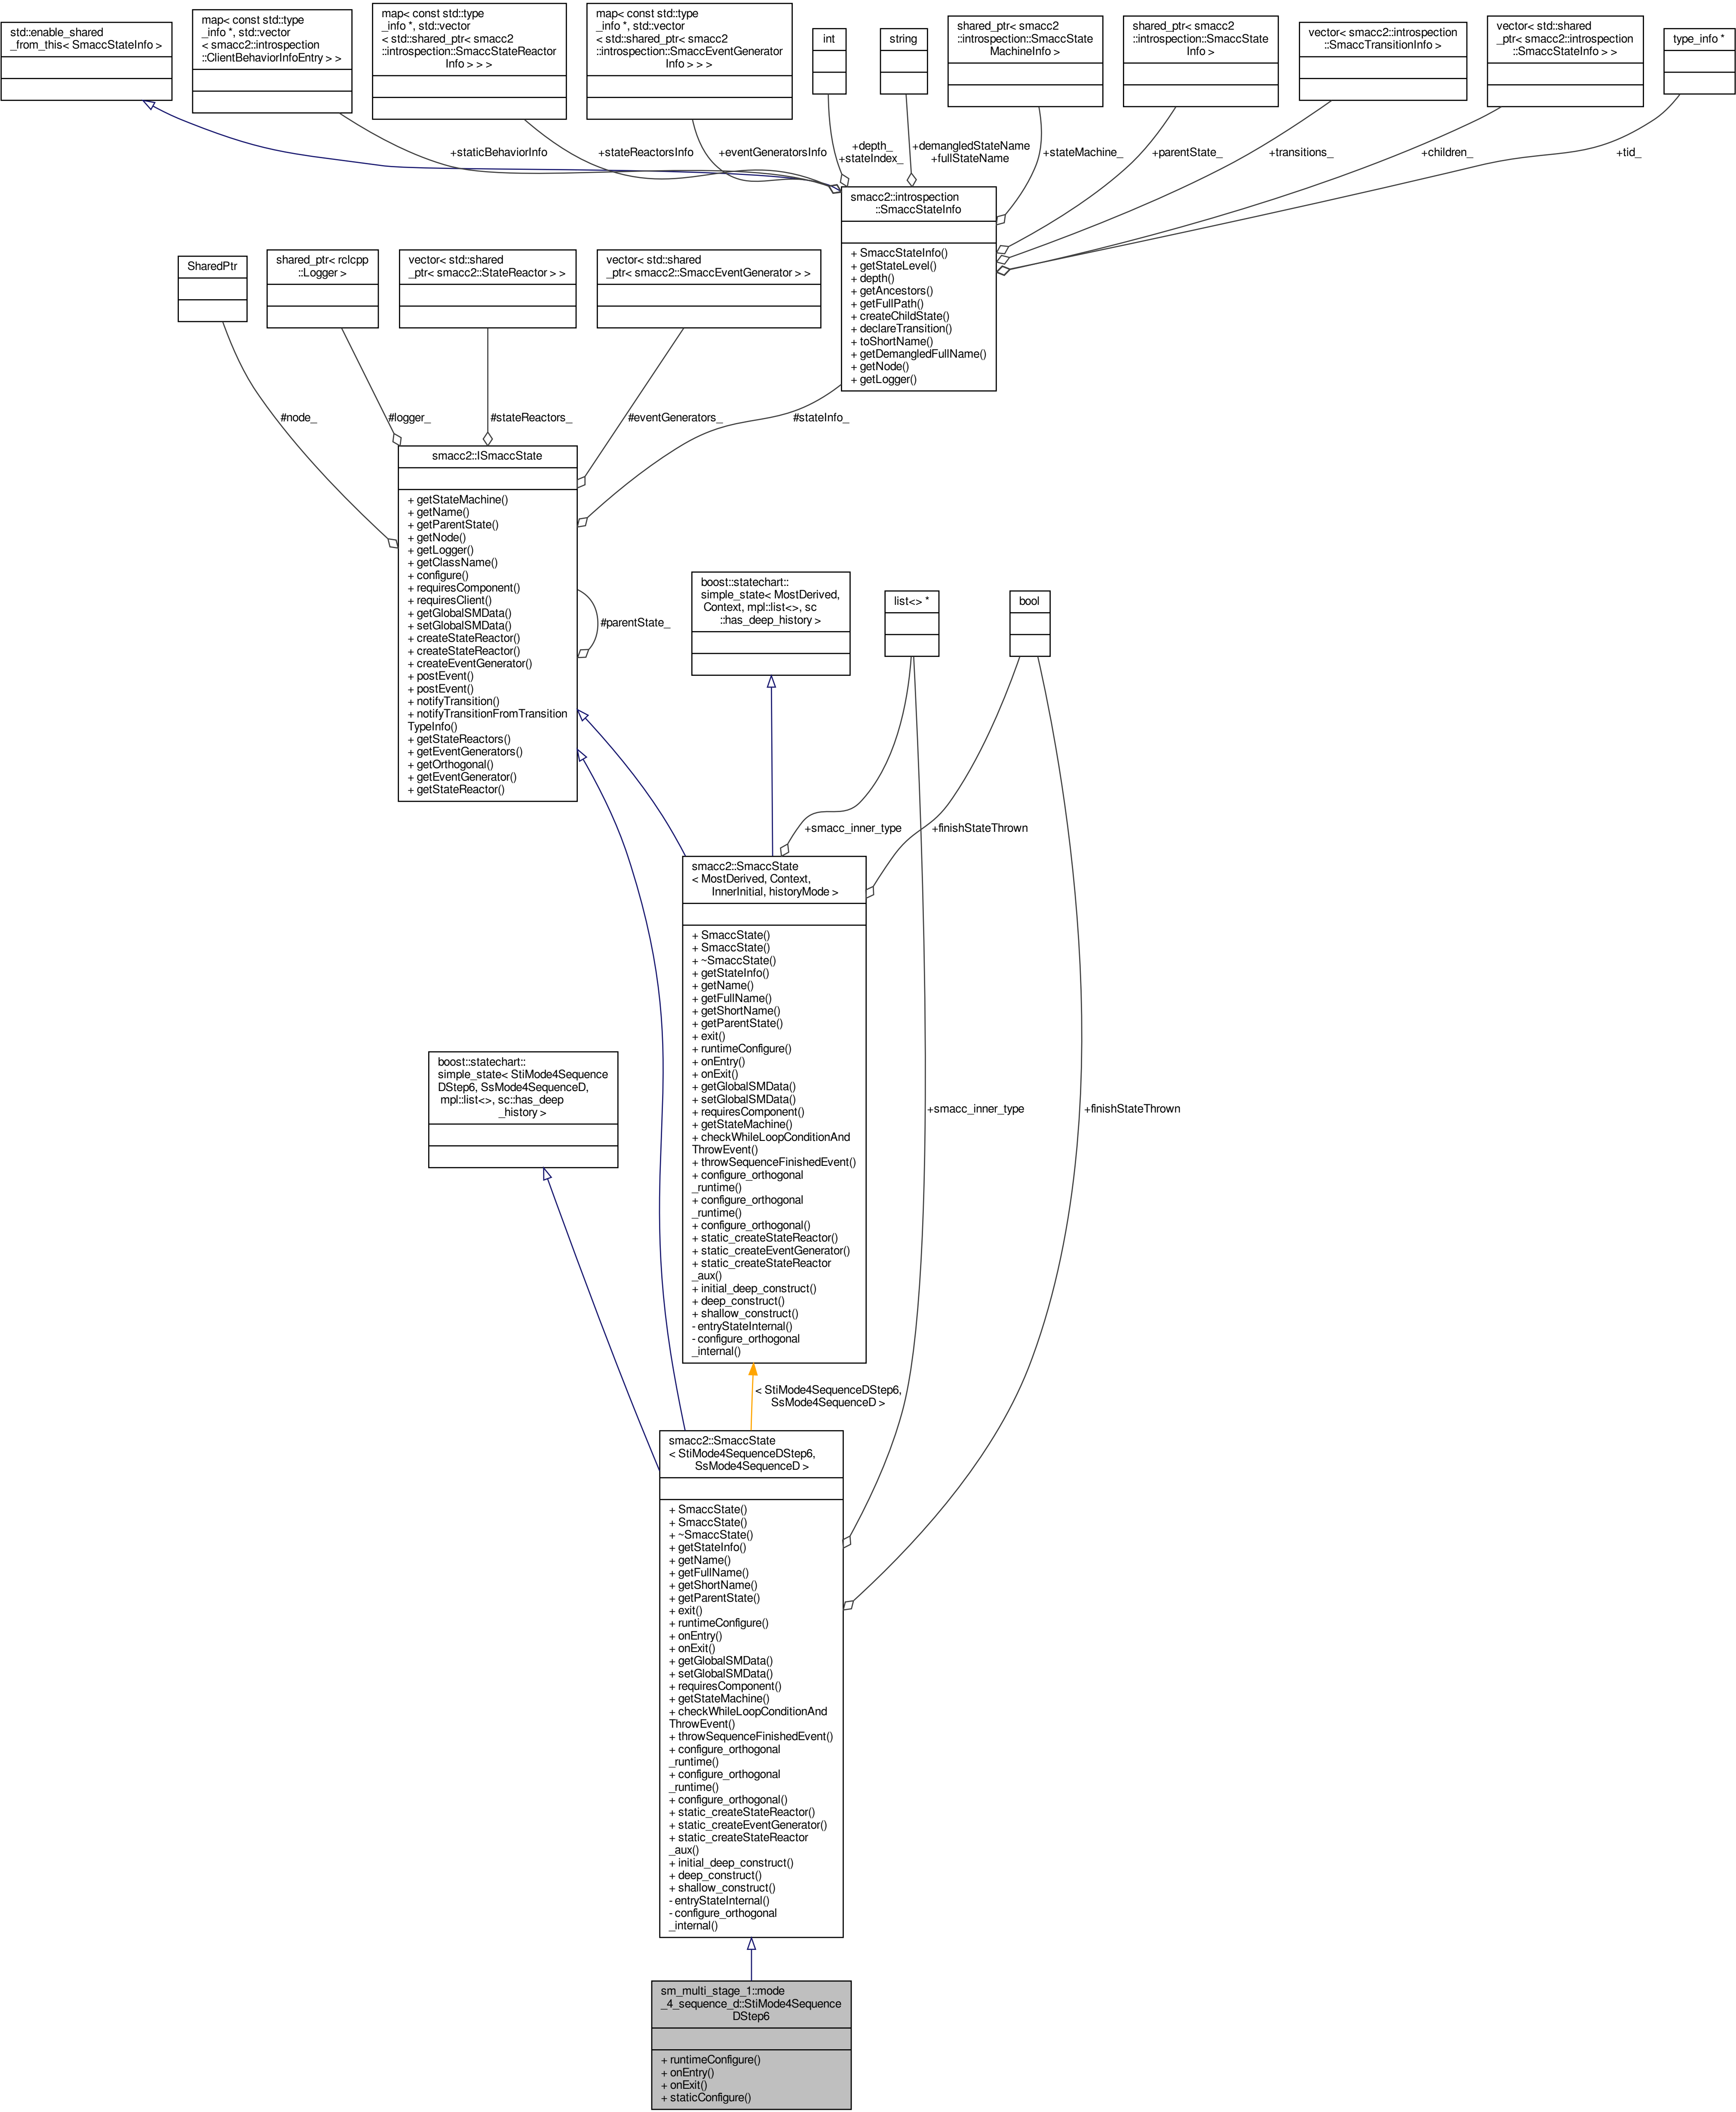 std::enable_shared
_from_this< SmaccStateInfo >
map< const std::type
_info *, std::vector
< smacc2::introspection
::ClientBehaviorInfoEntry > >
map< const std::type
_info *, std::vector
< std::shared_ptr< smacc2
::introspection::SmaccStateReactor
Info > > >
map< const std::type
_info *, std::vector
< std::shared_ptr< smacc2
::introspection::SmaccEventGenerator
Info > > >
int
string
shared_ptr< smacc2
::introspection::SmaccState
MachineInfo >
shared_ptr< smacc2
::introspection::SmaccState
Info >
vector< smacc2::introspection
::SmaccTransitionInfo >
vector< std::shared
_ptr< smacc2::introspection
::SmaccStateInfo > >
type_info *
+staticBehaviorInfo
+stateReactorsInfo
+eventGeneratorsInfo
+depth_
+stateIndex_
+demangledStateName
+fullStateName
+stateMachine_
+parentState_
+transitions_
+children_
+tid_
smacc2::introspection
::SmaccStateInfo
+ SmaccStateInfo()
+ getStateLevel()
+ depth()
+ getAncestors()
+ getFullPath()
+ createChildState()
+ declareTransition()
+ toShortName()
+ getDemangledFullName()
+ getNode()
+ getLogger()
SharedPtr
shared_ptr< rclcpp
::Logger >
vector< std::shared
_ptr< smacc2::StateReactor > >
vector< std::shared
_ptr< smacc2::SmaccEventGenerator > >
#node_
#logger_
#stateReactors_
#eventGenerators_
#stateInfo_
smacc2::ISmaccState
+ getStateMachine()
+ getName()
+ getParentState()
+ getNode()
+ getLogger()
+ getClassName()
+ configure()
+ requiresComponent()
+ requiresClient()
+ getGlobalSMData()
+ setGlobalSMData()
+ createStateReactor()
+ createStateReactor()
+ createEventGenerator()
+ postEvent()
+ postEvent()
+ notifyTransition()
+ notifyTransitionFromTransition
TypeInfo()
+ getStateReactors()
+ getEventGenerators()
+ getOrthogonal()
+ getEventGenerator()
+ getStateReactor()
#parentState_
boost::statechart::
simple_state< MostDerived,
Context, mpl::list<>, sc
::has_deep_history >
list<> *
bool
+smacc_inner_type
+finishStateThrown
smacc2::SmaccState
< MostDerived, Context,
InnerInitial, historyMode >
+ SmaccState()
+ SmaccState()
+ ~SmaccState()
+ getStateInfo()
+ getName()
+ getFullName()
+ getShortName()
+ getParentState()
+ exit()
+ runtimeConfigure()
+ onEntry()
+ onExit()
+ getGlobalSMData()
+ setGlobalSMData()
+ requiresComponent()
+ getStateMachine()
+ checkWhileLoopConditionAnd
ThrowEvent()
+ throwSequenceFinishedEvent()
+ configure_orthogonal
_runtime()
+ configure_orthogonal
_runtime()
+ configure_orthogonal()
+ static_createStateReactor()
+ static_createEventGenerator()
+ static_createStateReactor
_aux()
+ initial_deep_construct()
+ deep_construct()
+ shallow_construct()
- entryStateInternal()
- configure_orthogonal
_internal()
boost::statechart::
simple_state< StiMode4Sequence
DStep6, SsMode4SequenceD,
mpl::list<>, sc::has_deep
_history >
+smacc_inner_type
+finishStateThrown
< StiMode4SequenceDStep6,
SsMode4SequenceD >
smacc2::SmaccState
< StiMode4SequenceDStep6,
SsMode4SequenceD >
+ SmaccState()
+ SmaccState()
+ ~SmaccState()
+ getStateInfo()
+ getName()
+ getFullName()
+ getShortName()
+ getParentState()
+ exit()
+ runtimeConfigure()
+ onEntry()
+ onExit()
+ getGlobalSMData()
+ setGlobalSMData()
+ requiresComponent()
+ getStateMachine()
+ checkWhileLoopConditionAnd
ThrowEvent()
+ throwSequenceFinishedEvent()
+ configure_orthogonal
_runtime()
+ configure_orthogonal
_runtime()
+ configure_orthogonal()
+ static_createStateReactor()
+ static_createEventGenerator()
+ static_createStateReactor
_aux()
+ initial_deep_construct()
+ deep_construct()
+ shallow_construct()
- entryStateInternal()
- configure_orthogonal
_internal()
sm_multi_stage_1::mode
_4_sequence_d::StiMode4Sequence
DStep6
+ runtimeConfigure()
+ onEntry()
+ onExit()
+ staticConfigure()